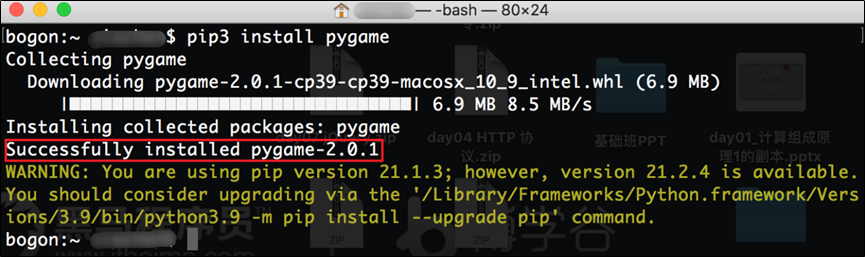 — -bash — 80×24
bogon:~ $ pip3 install pygame
Collecting pygame
Downloading pygame-2.0.1-cp39-cp39-macosx_10_9_intel.whl (6.9 MB)
6.9 MB 8.5 MB/s
Installing collected packages: pygame
Successfully installed pygame-2.0.1
WARNING: You are using pip version 21.1.3; however, version 21.2.4 is available.
You should consider upgrading via the '/Library/Frameworks/Python.framework/Vers
ions/3.9/bin/python3.9 -m pip install --upgrade pip' command.
bogon:~ $
day04 HTTP 协
议.zip
基础班PPT
day01_计算组成原
理1的副本.pptx
ZIP
ZIP